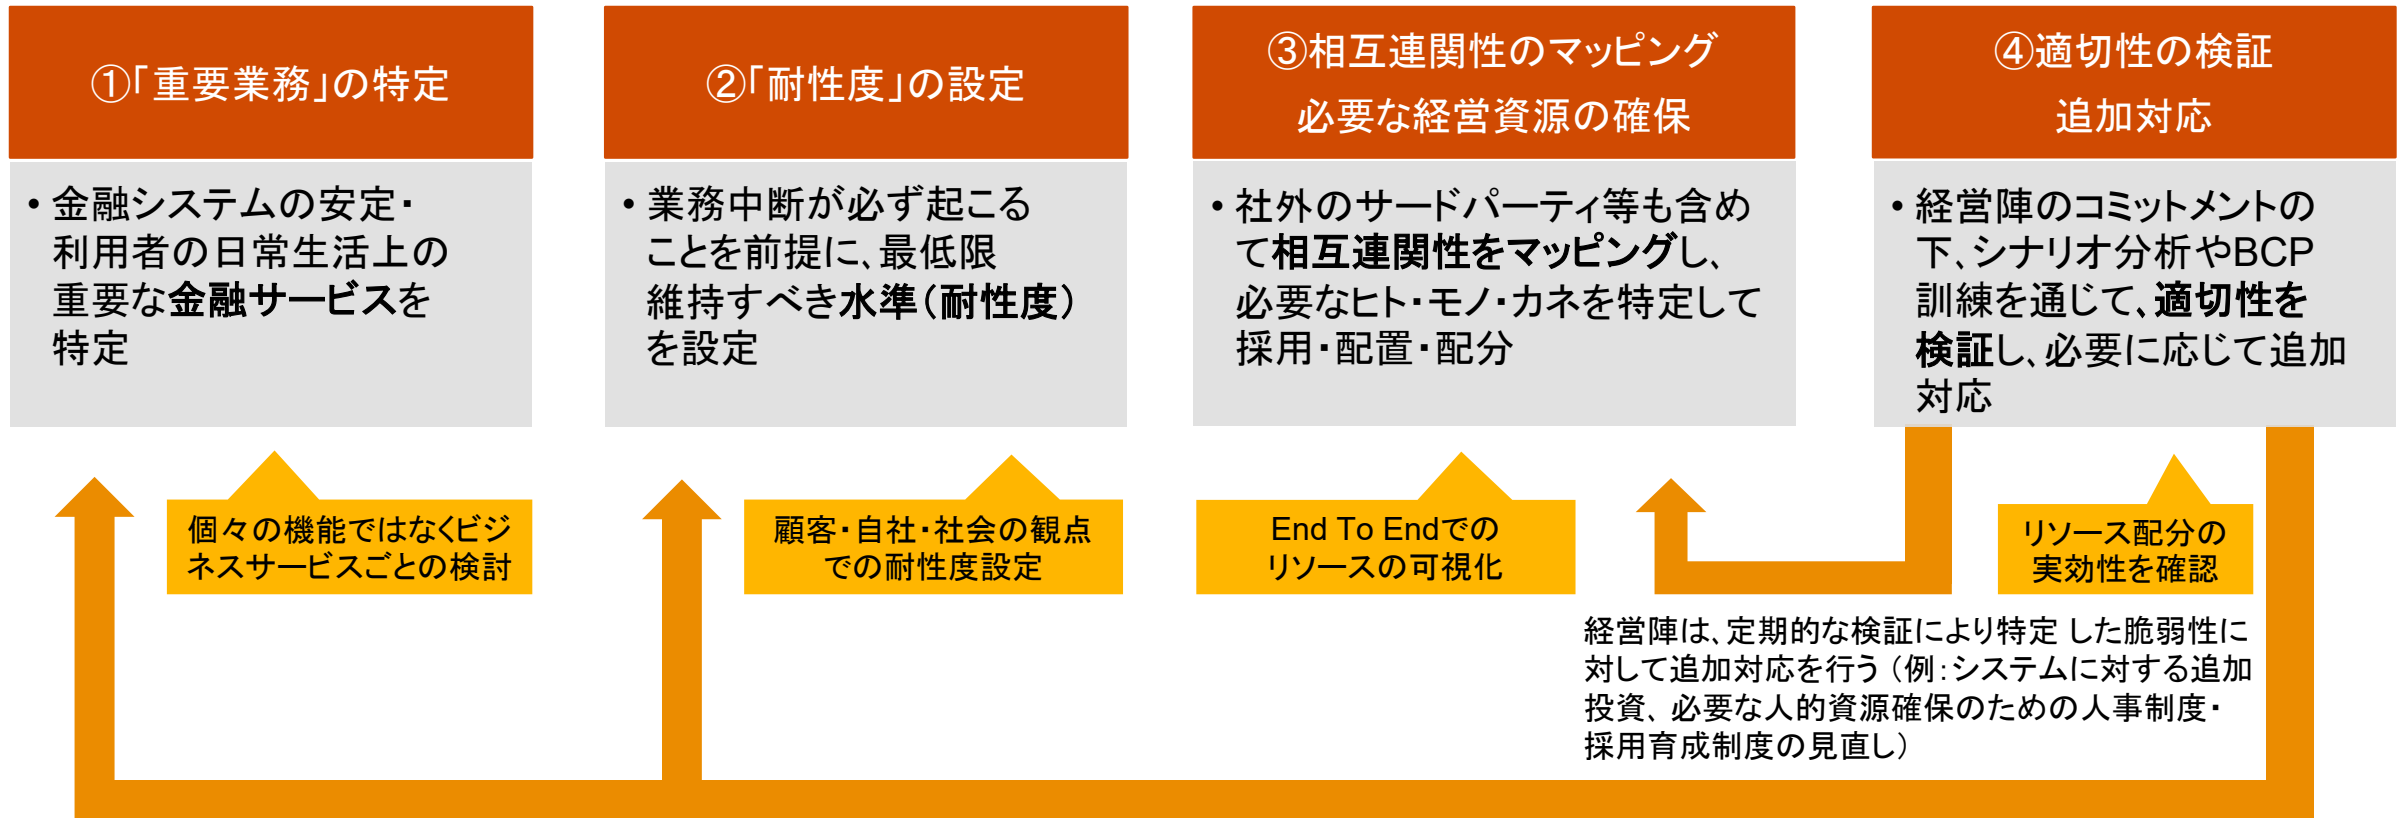 ①「重要業務」の特定
• 金融システムの安定・
利用者の日常生活上の
重要な金融サービスを
特定
個々の機能ではなくビジ
ネスサービスごとの検討
②「耐性度」の設定
• 業務中断が必ず起こる
ことを前提に、最低限
維持すべき水準（耐性度）
を設定
顧客・自社・社会の観点
での耐性度設定
③相互連関性のマッピング
必要な経営資源の確保
• 社外のサードパーティ等も含め
て相互連関性をマッピングし、
必要なヒト・モノ・カネを特定して
採用・配置・配分
End To Endでの
リソースの可視化
④適切性の検証
追加対応
• 経営陣のコミットメントの
下、シナリオ分析やBCP
訓練を通じて、適切性を
検証し、必要に応じて追加
対応
リソース配分の
実効性を確認
経営陣は、定期的な検証により特定 した脆弱性に
対して追加対応を行う （例：システムに対する追加
投資、 必要な人的資源確保のための人事制度・
採用育成制度の見直し）